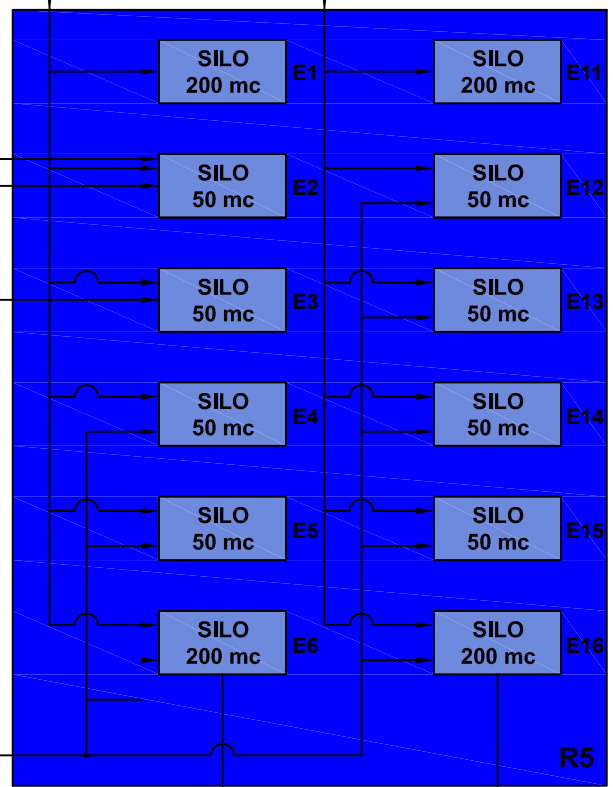 SILO
200 mc
E1
SILO
200 mc
E11
SILO
50 mc
E2
SILO
50 mc
E12
SILO
50 mc
E3
SILO
50 mc
E13
SILO
50 mc
E4
SILO
50 mc
E14
SILO
50 mc
E5
SILO
50 mc
E15
SILO
200 mc
E6
SILO
200 mc
E16
R5